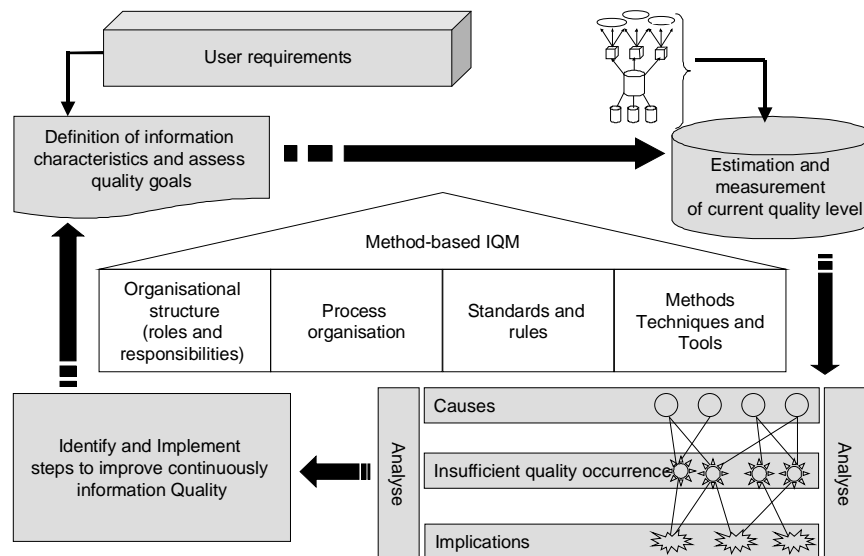 User requirements
Definition of information
characteristics and assess
quality goals
Estimation and
measurement
of current quality level
Method-based IQM
Organisational
structure
(roles and
responsibilities)
Process
organisation
Standards and
rules
Methods
Techniques and
Tools
Identify and Implement
steps to improve continuously
information Quality
Analyse
Causes
Insufficient quality occurrence
Implications
Analyse